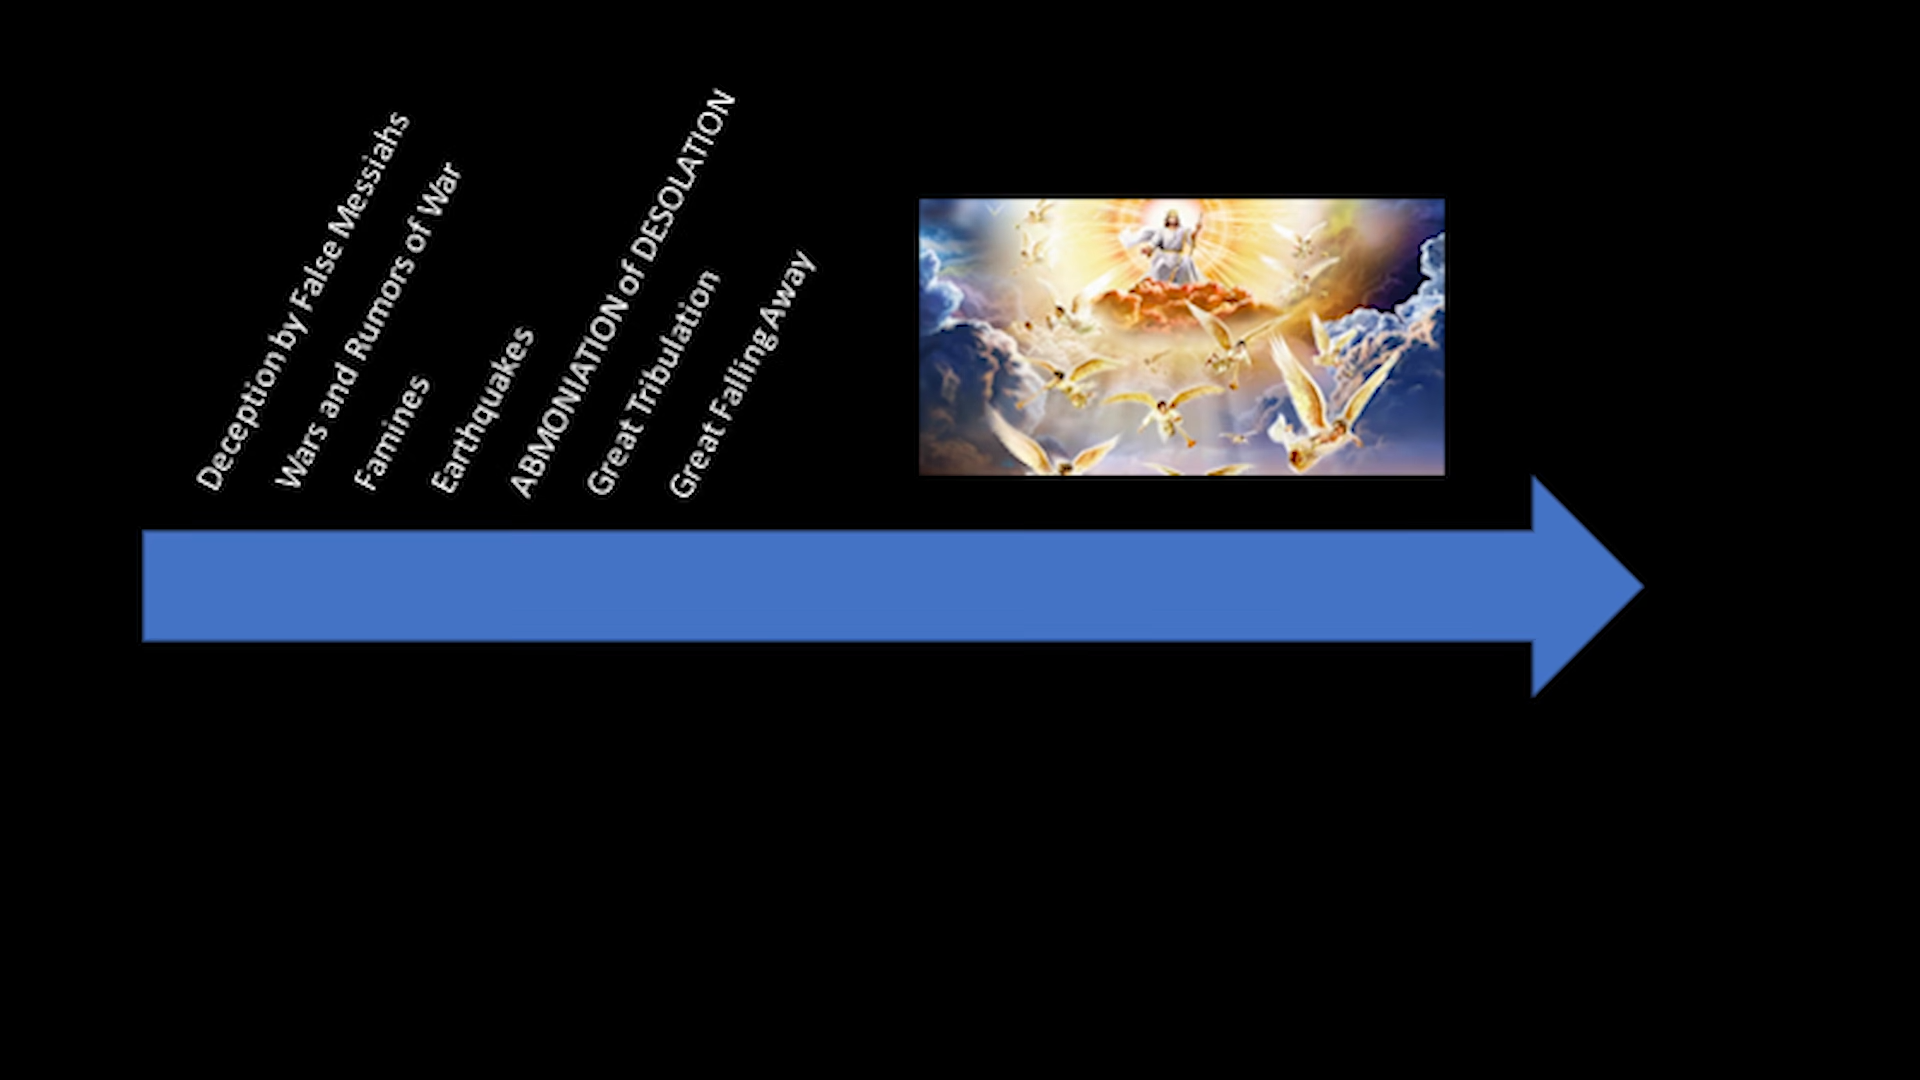 Deception by False Messiahs
Wars and Rumors of War
Famines
Earthquakes
ABMONIATION of DESOLATION
Great Tribulation
Great Falling Away